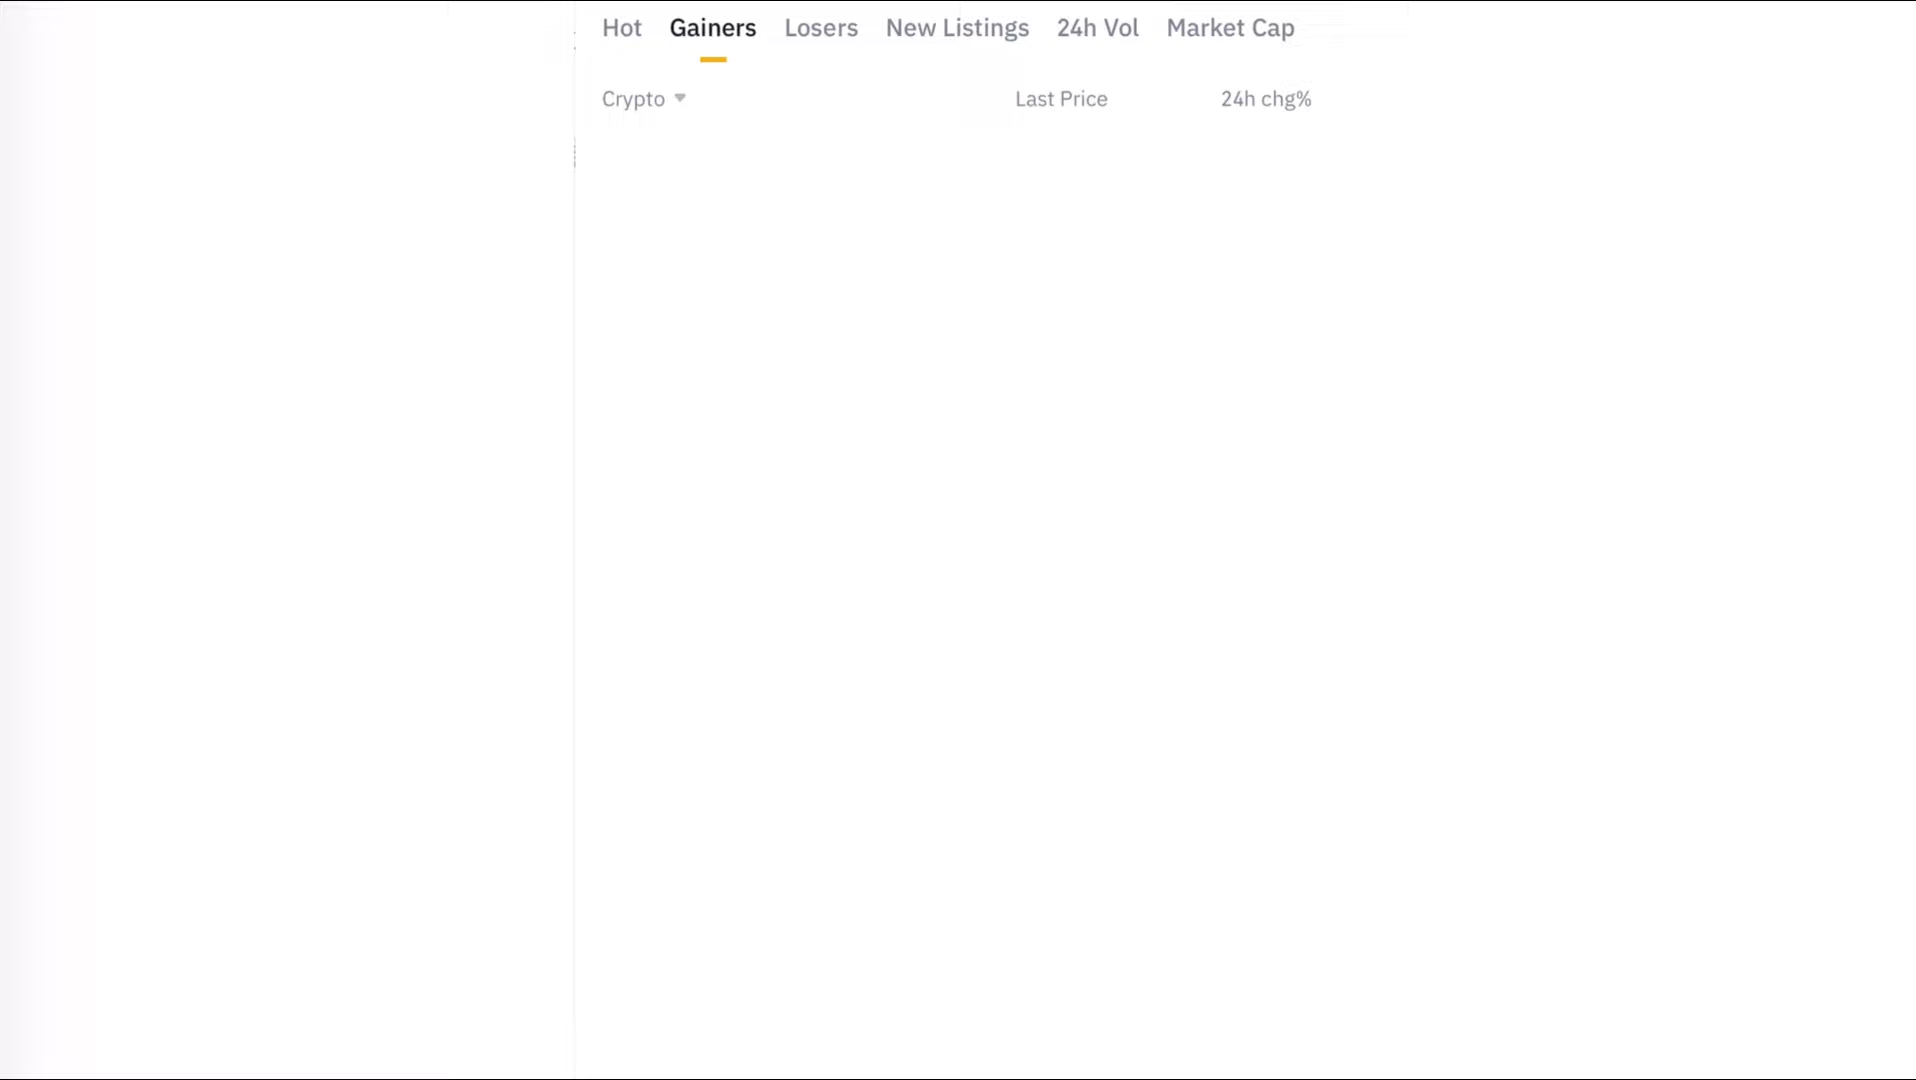 Hot Gainers Losers New Listings 24h Vol Market Cap
Crypto Last Price 24h chg%